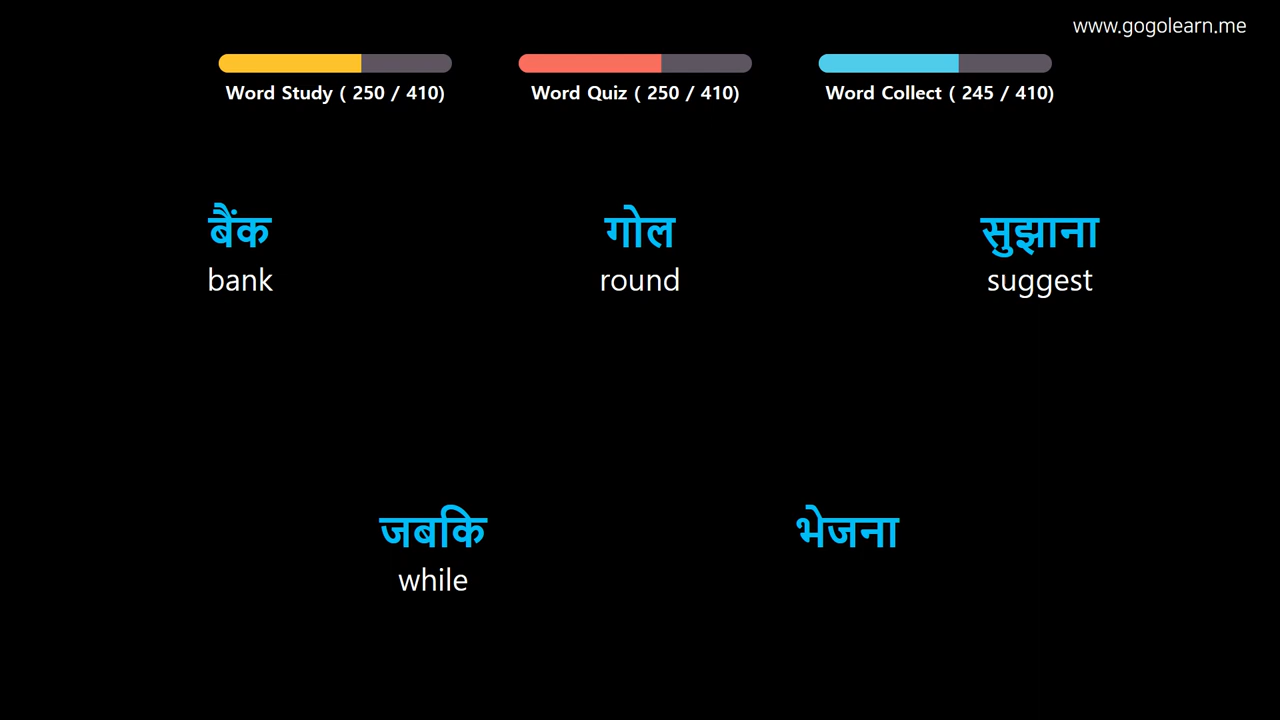 www.gogolearn.me
Word Study ( 250 / 410)
Word Quiz ( 250 / 410)
Word Collect ( 245 / 410)
बैंक
bank
गोल
round
सुझाना
suggest
जबकि
while
भेजना